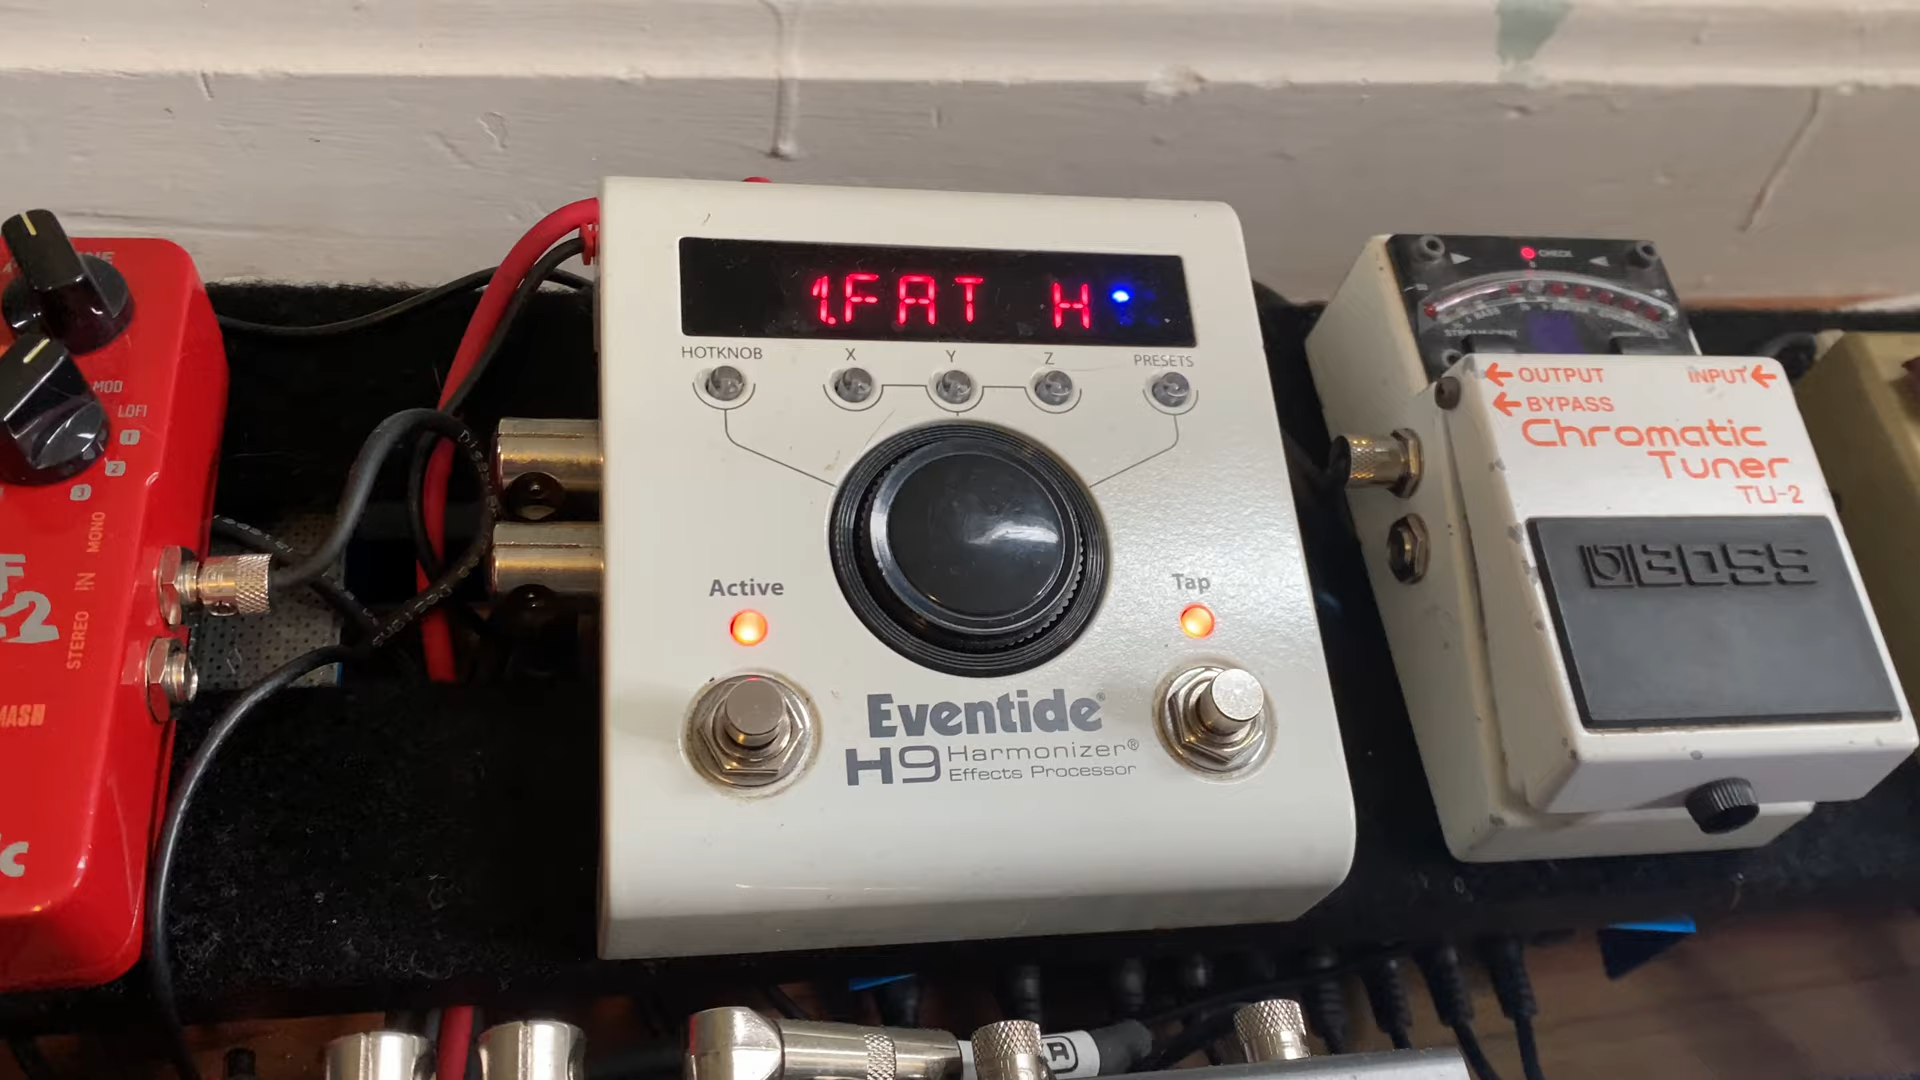 1.FAT H
HOTKNOB
X
Y
Z
PRESETS
Active
Tap
Eventide®
H9 Harmonizer®
Effects Processor
CHECK
OUTPUT
INPUT
BYPASS
Chromatic
Tuner
TU-2
BOSS
MOD
LOFI
1
2
3
STEREO IN MONO
MASH